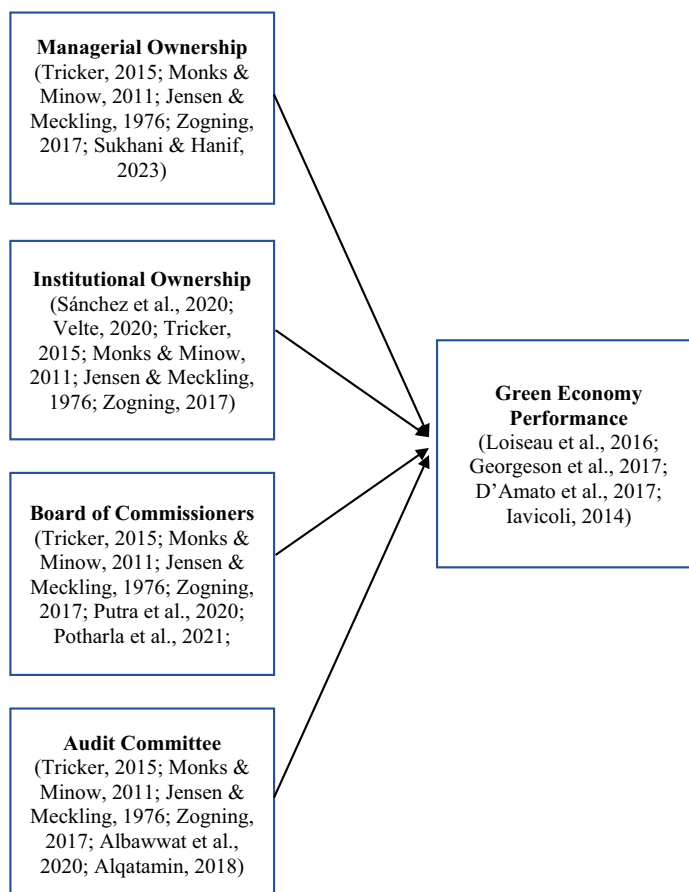 Managerial Ownership
(Tricker, 2015; Monks &
Minow, 2011; Jensen &
Meckling, 1976; Zogning,
2017; Sukhani & Hanif,
2023)
Institutional Ownership
(Sánchez et al., 2020;
Velte, 2020; Tricker,
2015; Monks & Minow,
2011; Jensen & Meckling,
1976; Zogning, 2017)
Board of Commissioners
(Tricker, 2015; Monks &
Minow, 2011; Jensen &
Meckling, 1976; Zogning,
2017; Putra et al., 2020;
Potharla et al., 2021;
Audit Committee
(Tricker, 2015; Monks &
Minow, 2011; Jensen &
Meckling, 1976; Zogning,
2017; Albawwat et al.,
2020; Alqatamin, 2018)
Green Economy
Performance
(Loiseau et al., 2016;
Georgeson et al., 2017;
D’Amato et al., 2017;
Iavicoli, 2014)